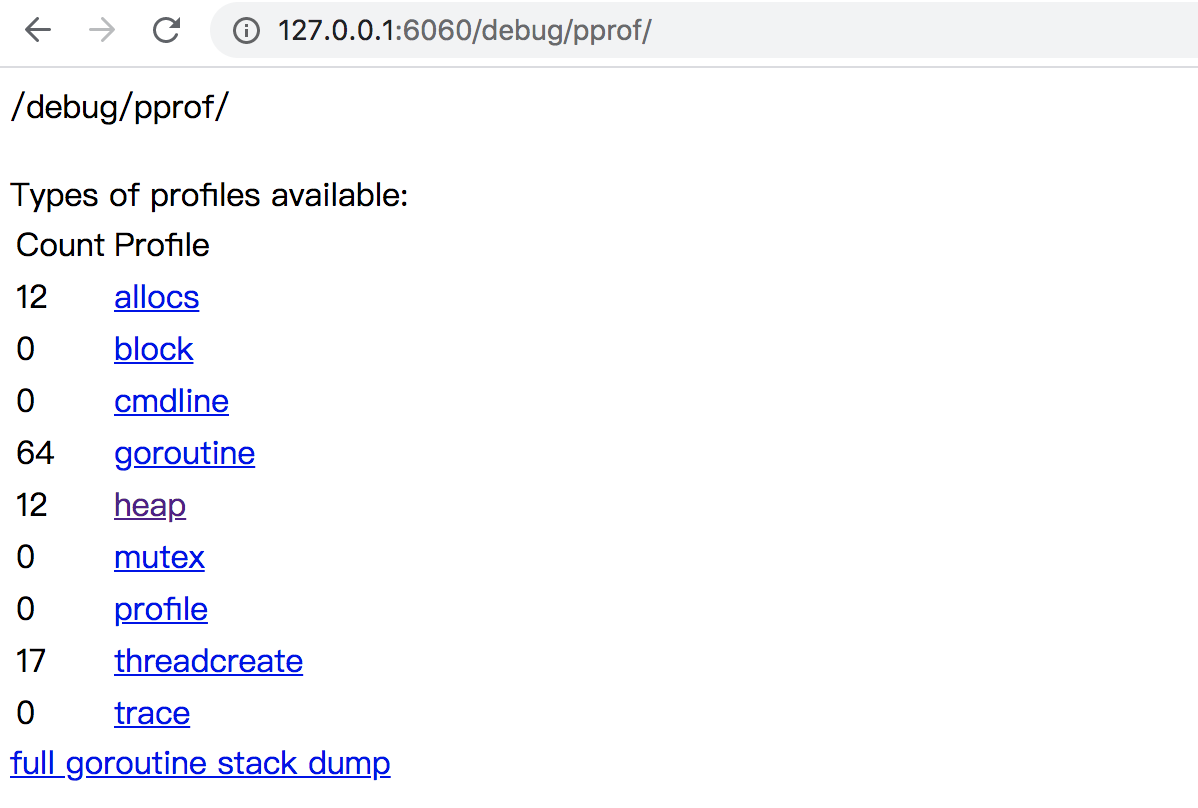 127.0.0.1:6060/debug/pprof/
/debug/pprof/
Types of profiles available:
Count Profile
12 allocs
0 block
0 cmdline
64 goroutine
12 heap
0 mutex
0 profile
17 threadcreate
0 trace
full goroutine stack dump